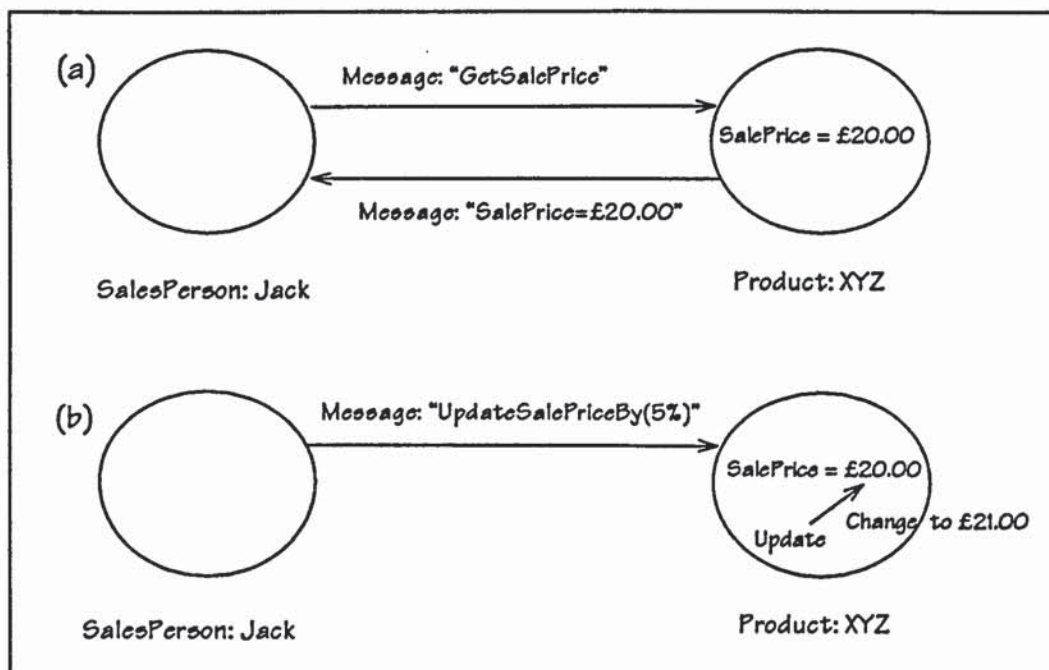 (a)
Message: "GetSalePrice"
SalePrice = £20.00
Message: "SalePrice=£20.00"
SalesPerson: Jack
Product: XYZ
(b)
Message: "UpdateSalePriceBy(5%)"
SalePrice = £20.00
Change to £21.00
Update
SalesPerson: Jack
Product: XYZ